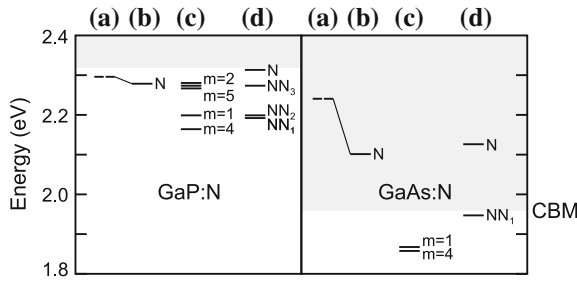 (a) (b) (c) (d) (a) (b) (c) (d)
2.4
2.2
2.0
1.8
Energy (eV)
N
m=2
m=5
m=1
m=4
N
NN3
NN2
NN1
GaP:N
N
m=1
m=4
N
NN1
GaAs:N
CBM